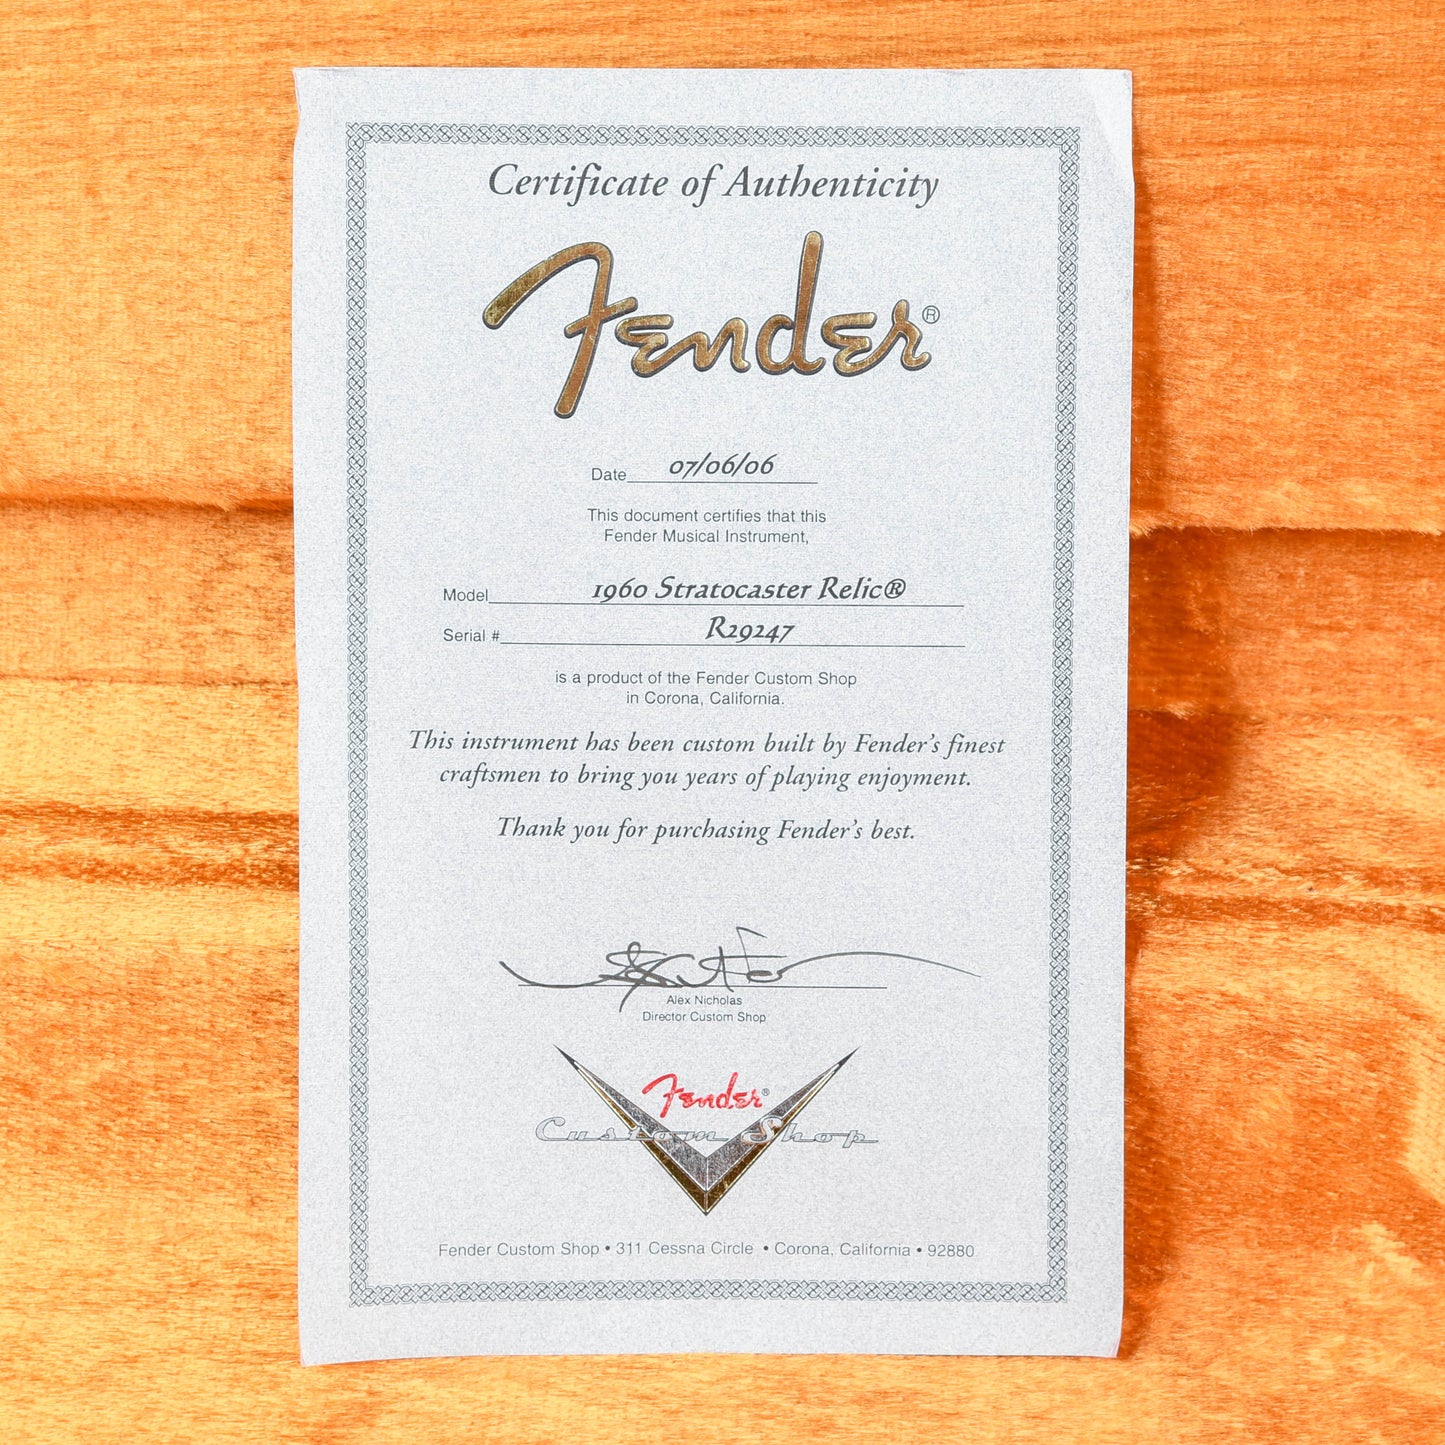 Certificate of Authenticity
Fender®
Date 07/06/06
This document certifies that this
Fender Musical Instrument,
Model 1960 Stratocaster Relic®
Serial # R29247
is a product of the Fender Custom Shop
in Corona, California.
This instrument has been custom built by Fender's finest
craftsmen to bring you years of playing enjoyment.
Thank you for purchasing Fender's best.
Alex Nicholas
Director Custom Shop
Fender®
Custom Shop
Fender Custom Shop • 311 Cessna Circle • Corona, California • 92880